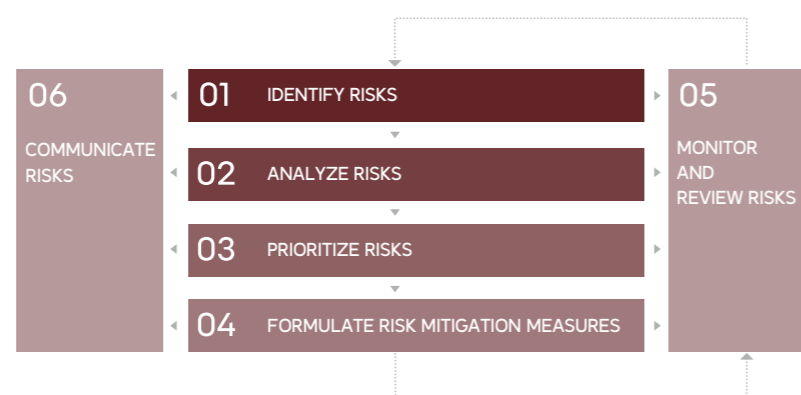 06
COMMUNICATE
RISKS
01 IDENTIFY RISKS
02 ANALYZE RISKS
03 PRIORITIZE RISKS
04 FORMULATE RISK MITIGATION MEASURES
05
MONITOR
AND
REVIEW RISKS